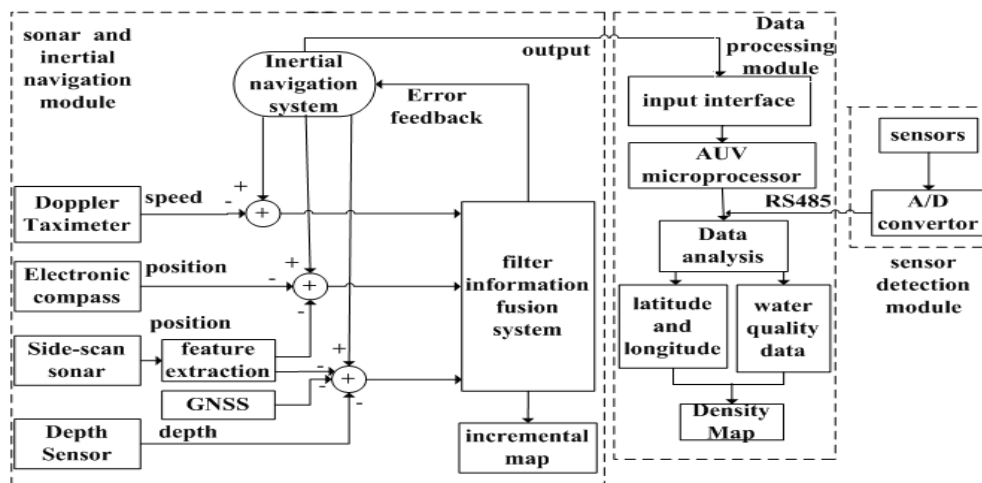 sonar and
inertial
navigation
module
Inertial
navigation
system
output
Error
feedback
Doppler
Taximeter
speed
+
-
+
Electronic
compass
position
+
-
+
-
Side-scan
sonar
position
feature
extraction
GNSS
+
-
-
+
-
Depth
Sensor
depth
filter
information
fusion
system
incremental
map
Data
processing
module
input interface
AUV
microprocessor
RS485
Data
analysis
latitude
and
longitude
water
quality
data
Density
Map
sensors
A/D
convertor
sensor
detection
module